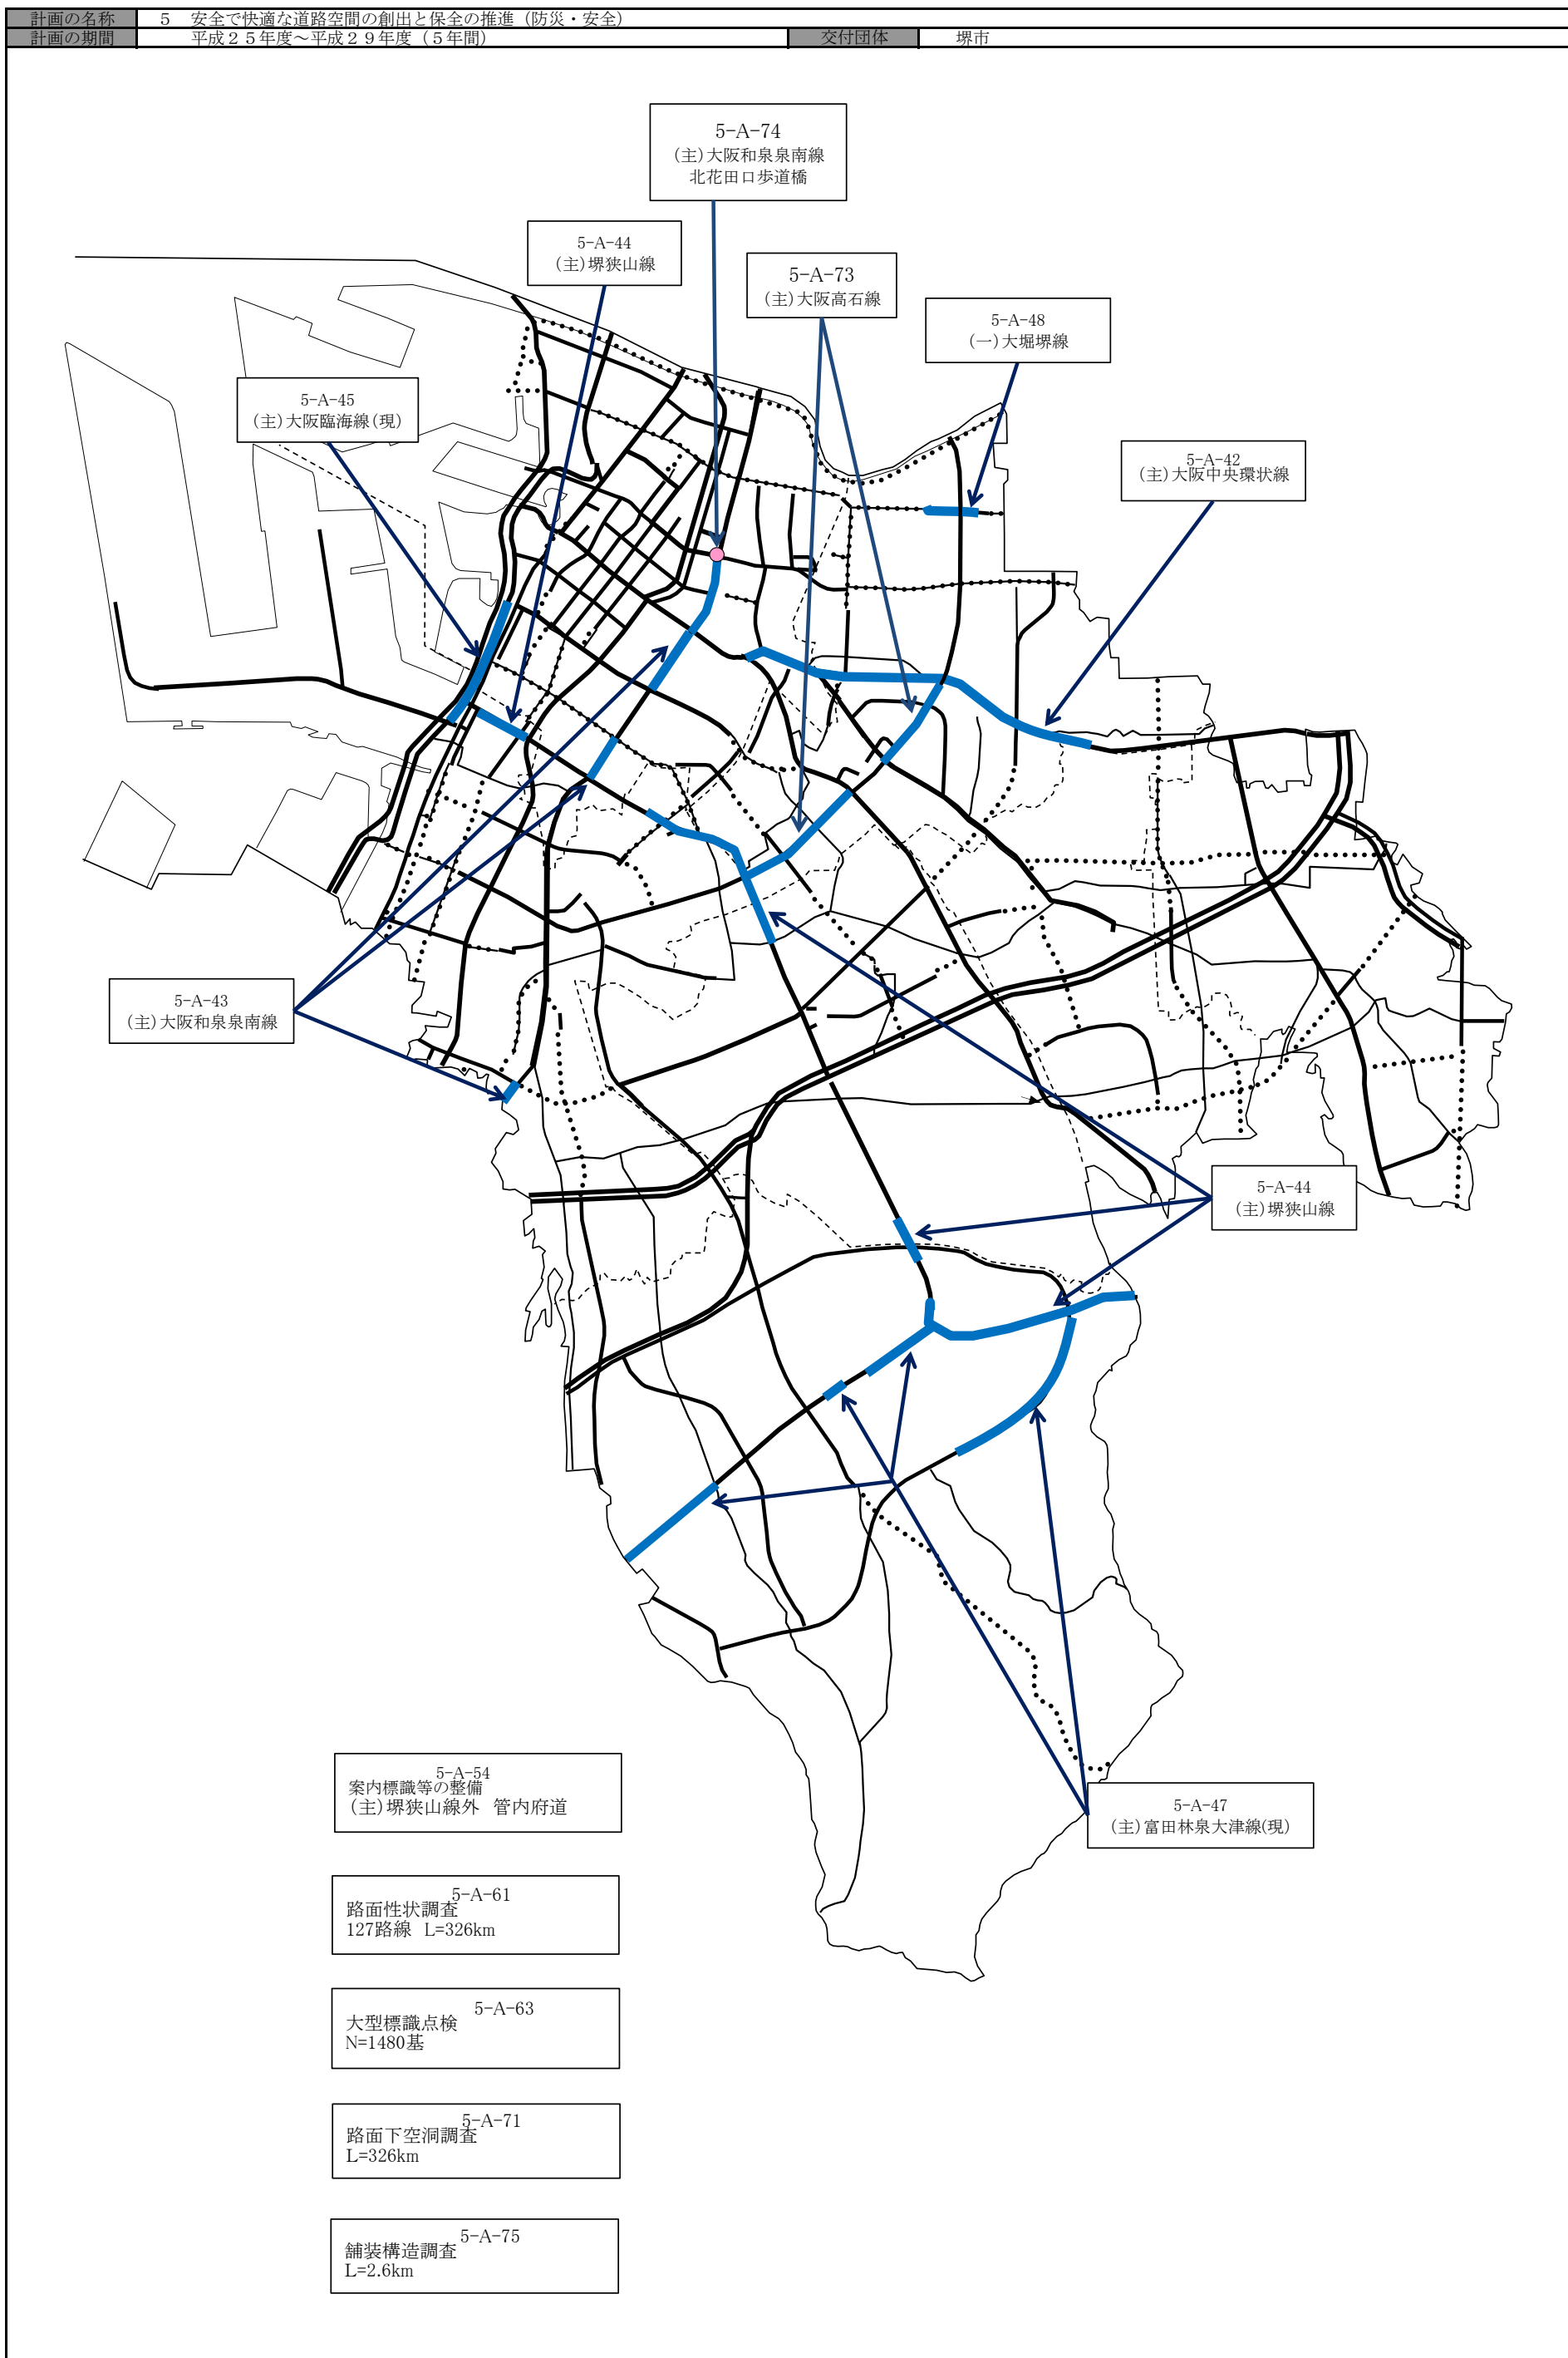 計画の名称
5 安全で快適な道路空間の創出と保全の推進（防災・安全）
計画の期間
平成２５年度～平成２９年度（５年間）
交付団体
堺市
5-A-74
(主)大阪和泉泉南線
北花田口歩道橋
5-A-44
(主)堺狭山線
5-A-73
(主)大阪高石線
5-A-48
(一)大堀堺線
5-A-45
(主)大阪臨海線(現)
5-A-42
(主)大阪中央環状線
5-A-43
(主)大阪和泉泉南線
5-A-44
(主)堺狭山線
5-A-54
案内標識等の整備
(主)堺狭山線外 管内府道
5-A-47
(主)富田林泉大津線(現)
5-A-61
路面性状調査
127路線 L=326km
5-A-63
大型標識点検
N=1480基
5-A-71
路面下空洞調査
L=326km
5-A-75
舗装構造調査
L=2.6km